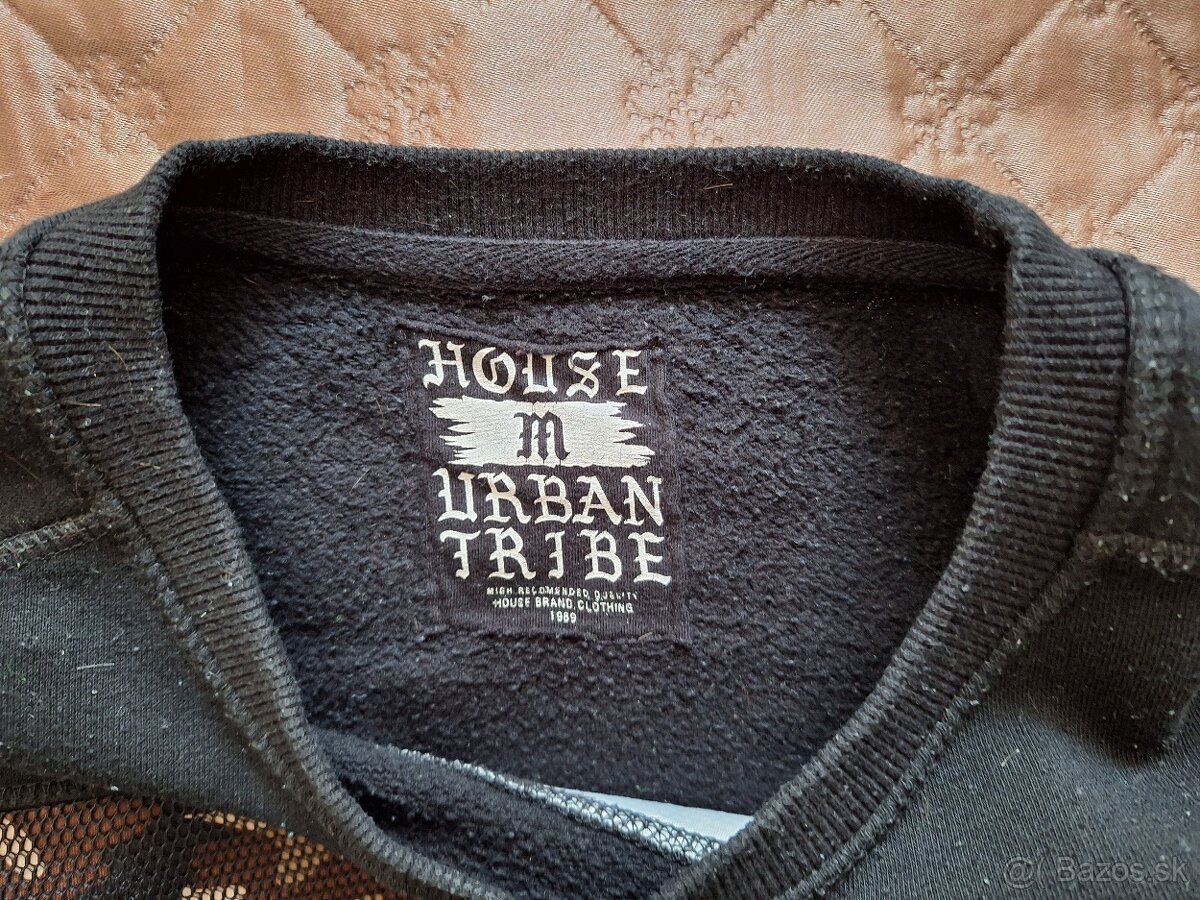 HOUSE
M
URBAN
TRIBE
HIGH RECOMENDED QUALITY
HOUSE BRAND CLOTHING
1989
@ Bazos.sk